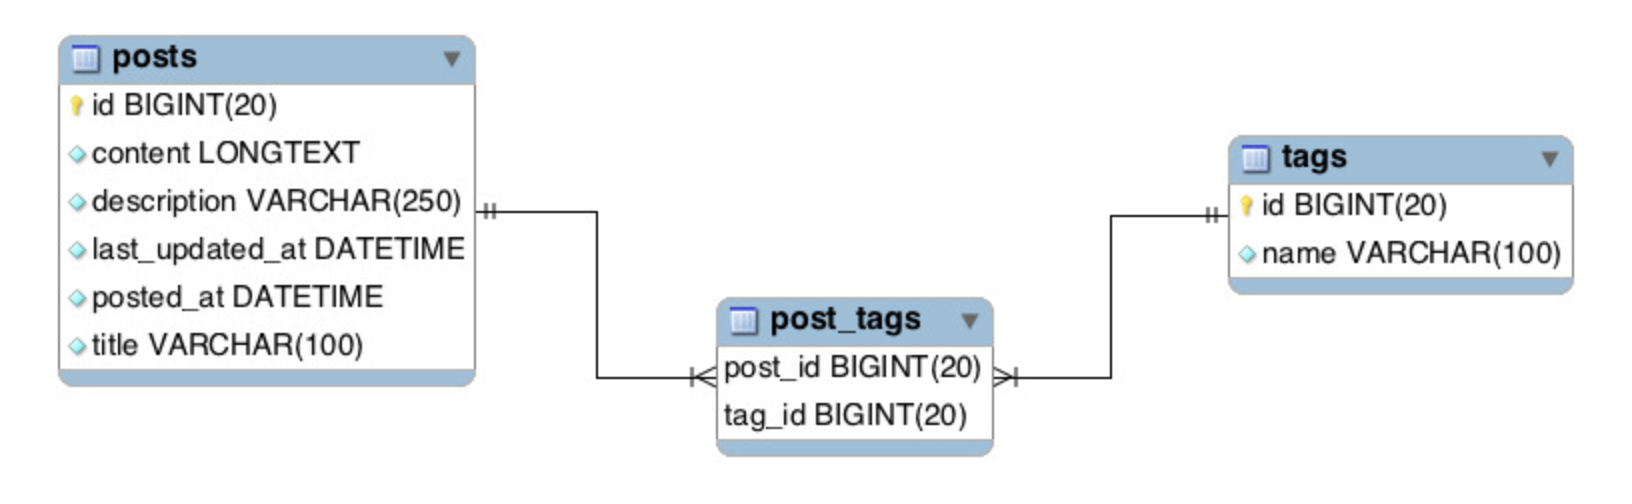 posts
id BIGINT(20)
content LONGTEXT
description VARCHAR(250)
last_updated_at DATETIME
posted_at DATETIME
title VARCHAR(100)
post_tags
post_id BIGINT(20)
tag_id BIGINT(20)
tags
id BIGINT(20)
name VARCHAR(100)